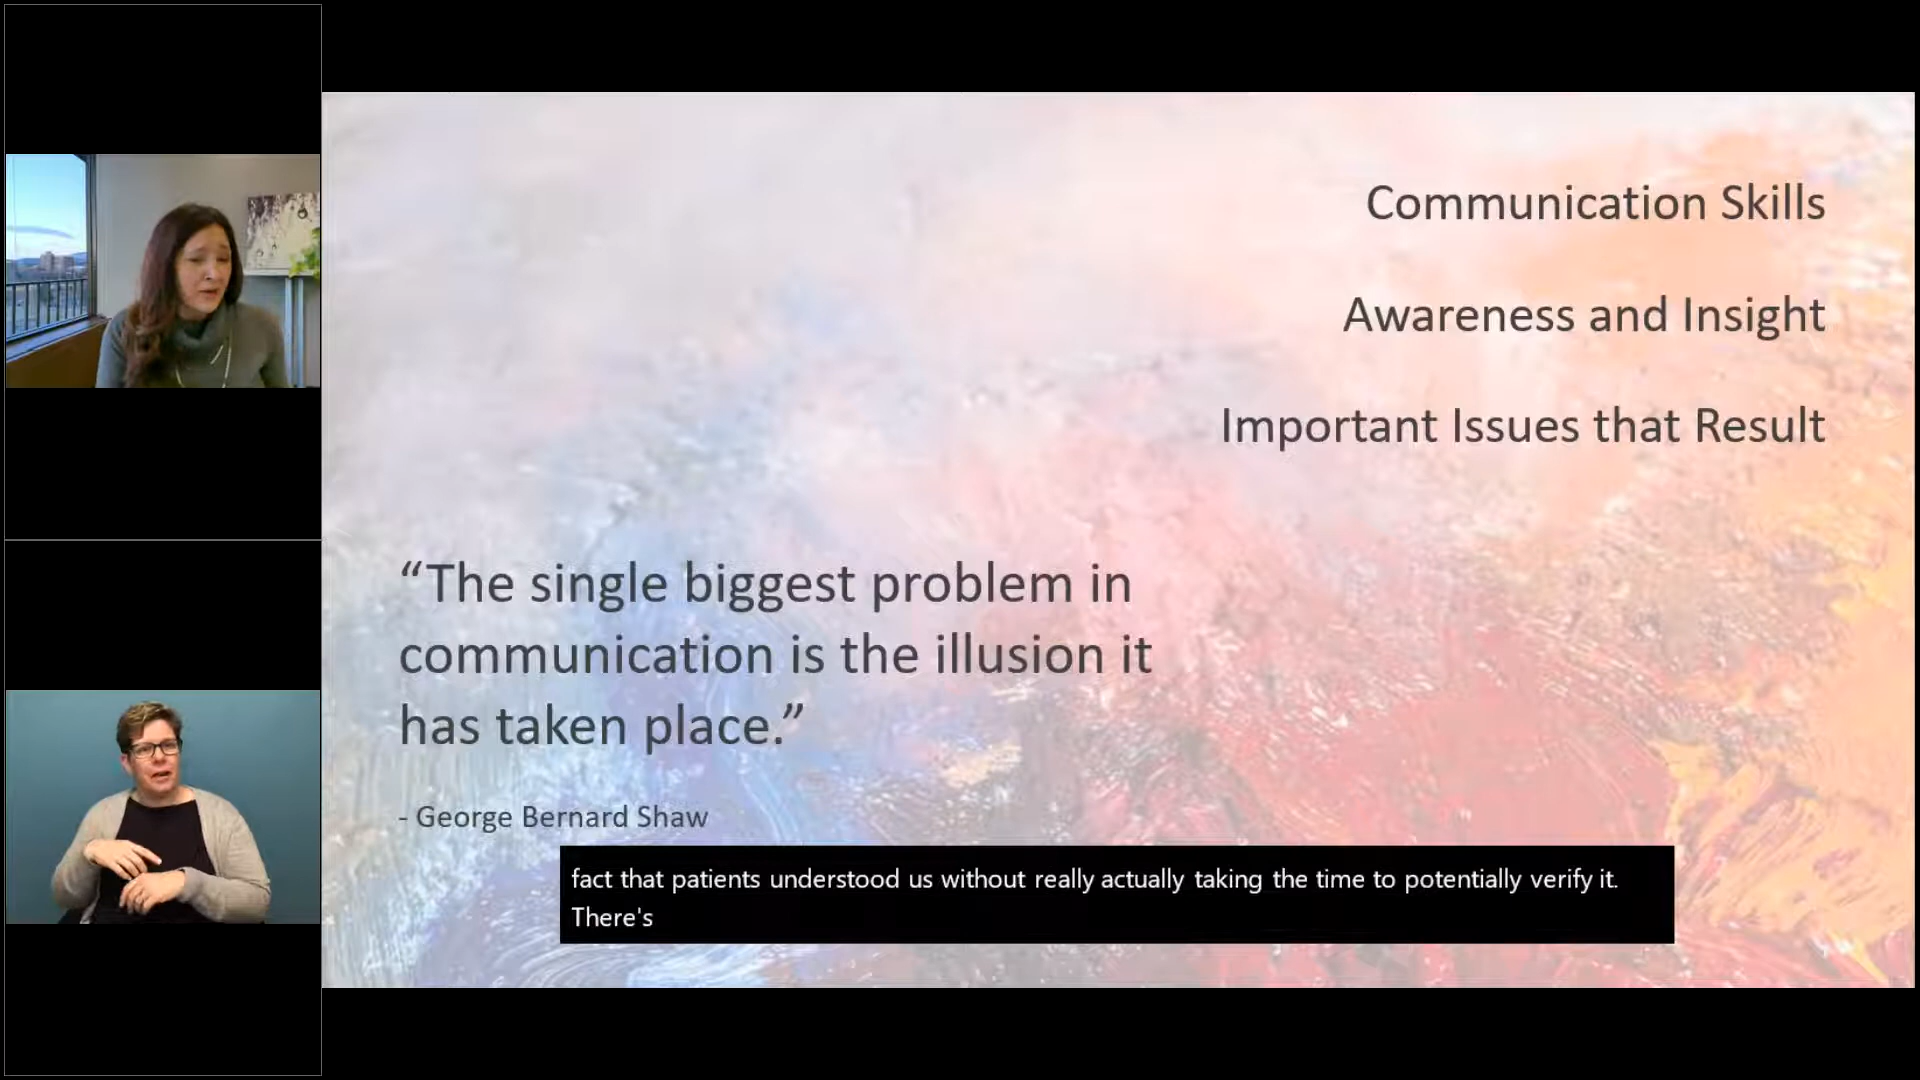 Communication Skills
Awareness and Insight
Important Issues that Result
“The single biggest problem in
communication is the illusion it
has taken place.”
- George Bernard Shaw
fact that patients understood us without really actually taking the time to potentially verify it.
There's